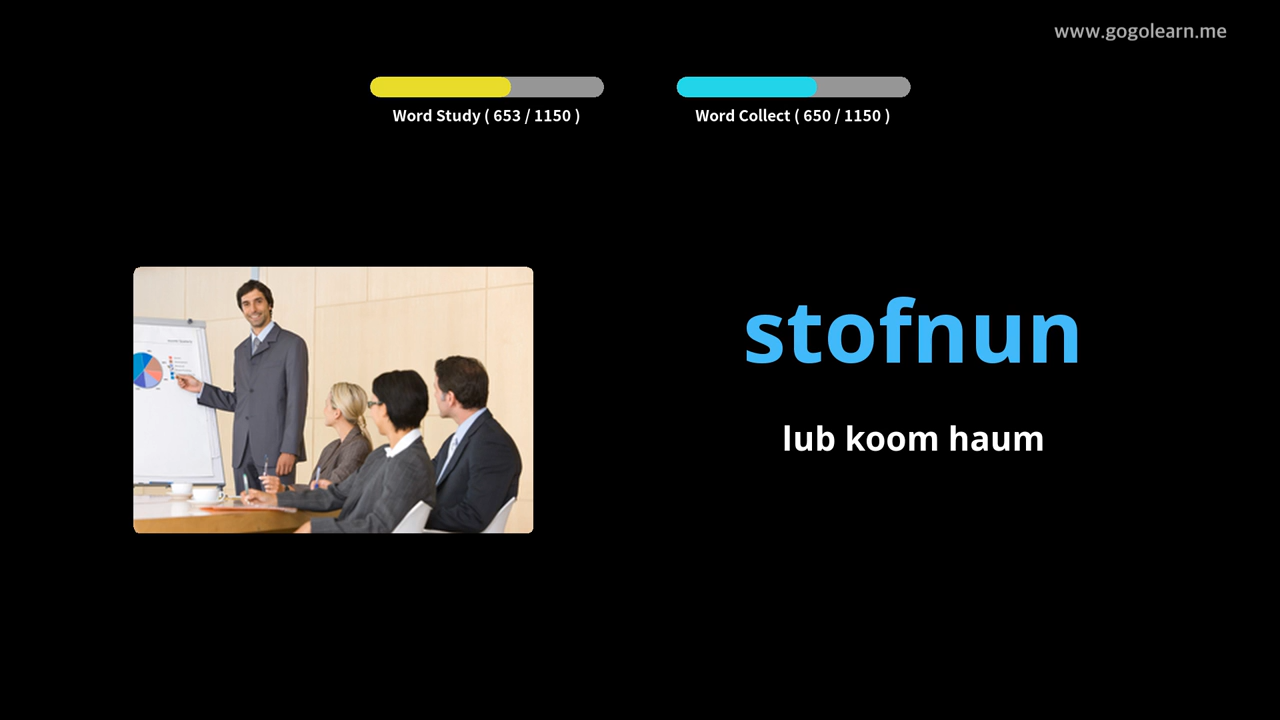 www.gogolearn.me
Word Study ( 653 / 1150 )
Word Collect ( 650 / 1150 )
stofnun
lub koom haum